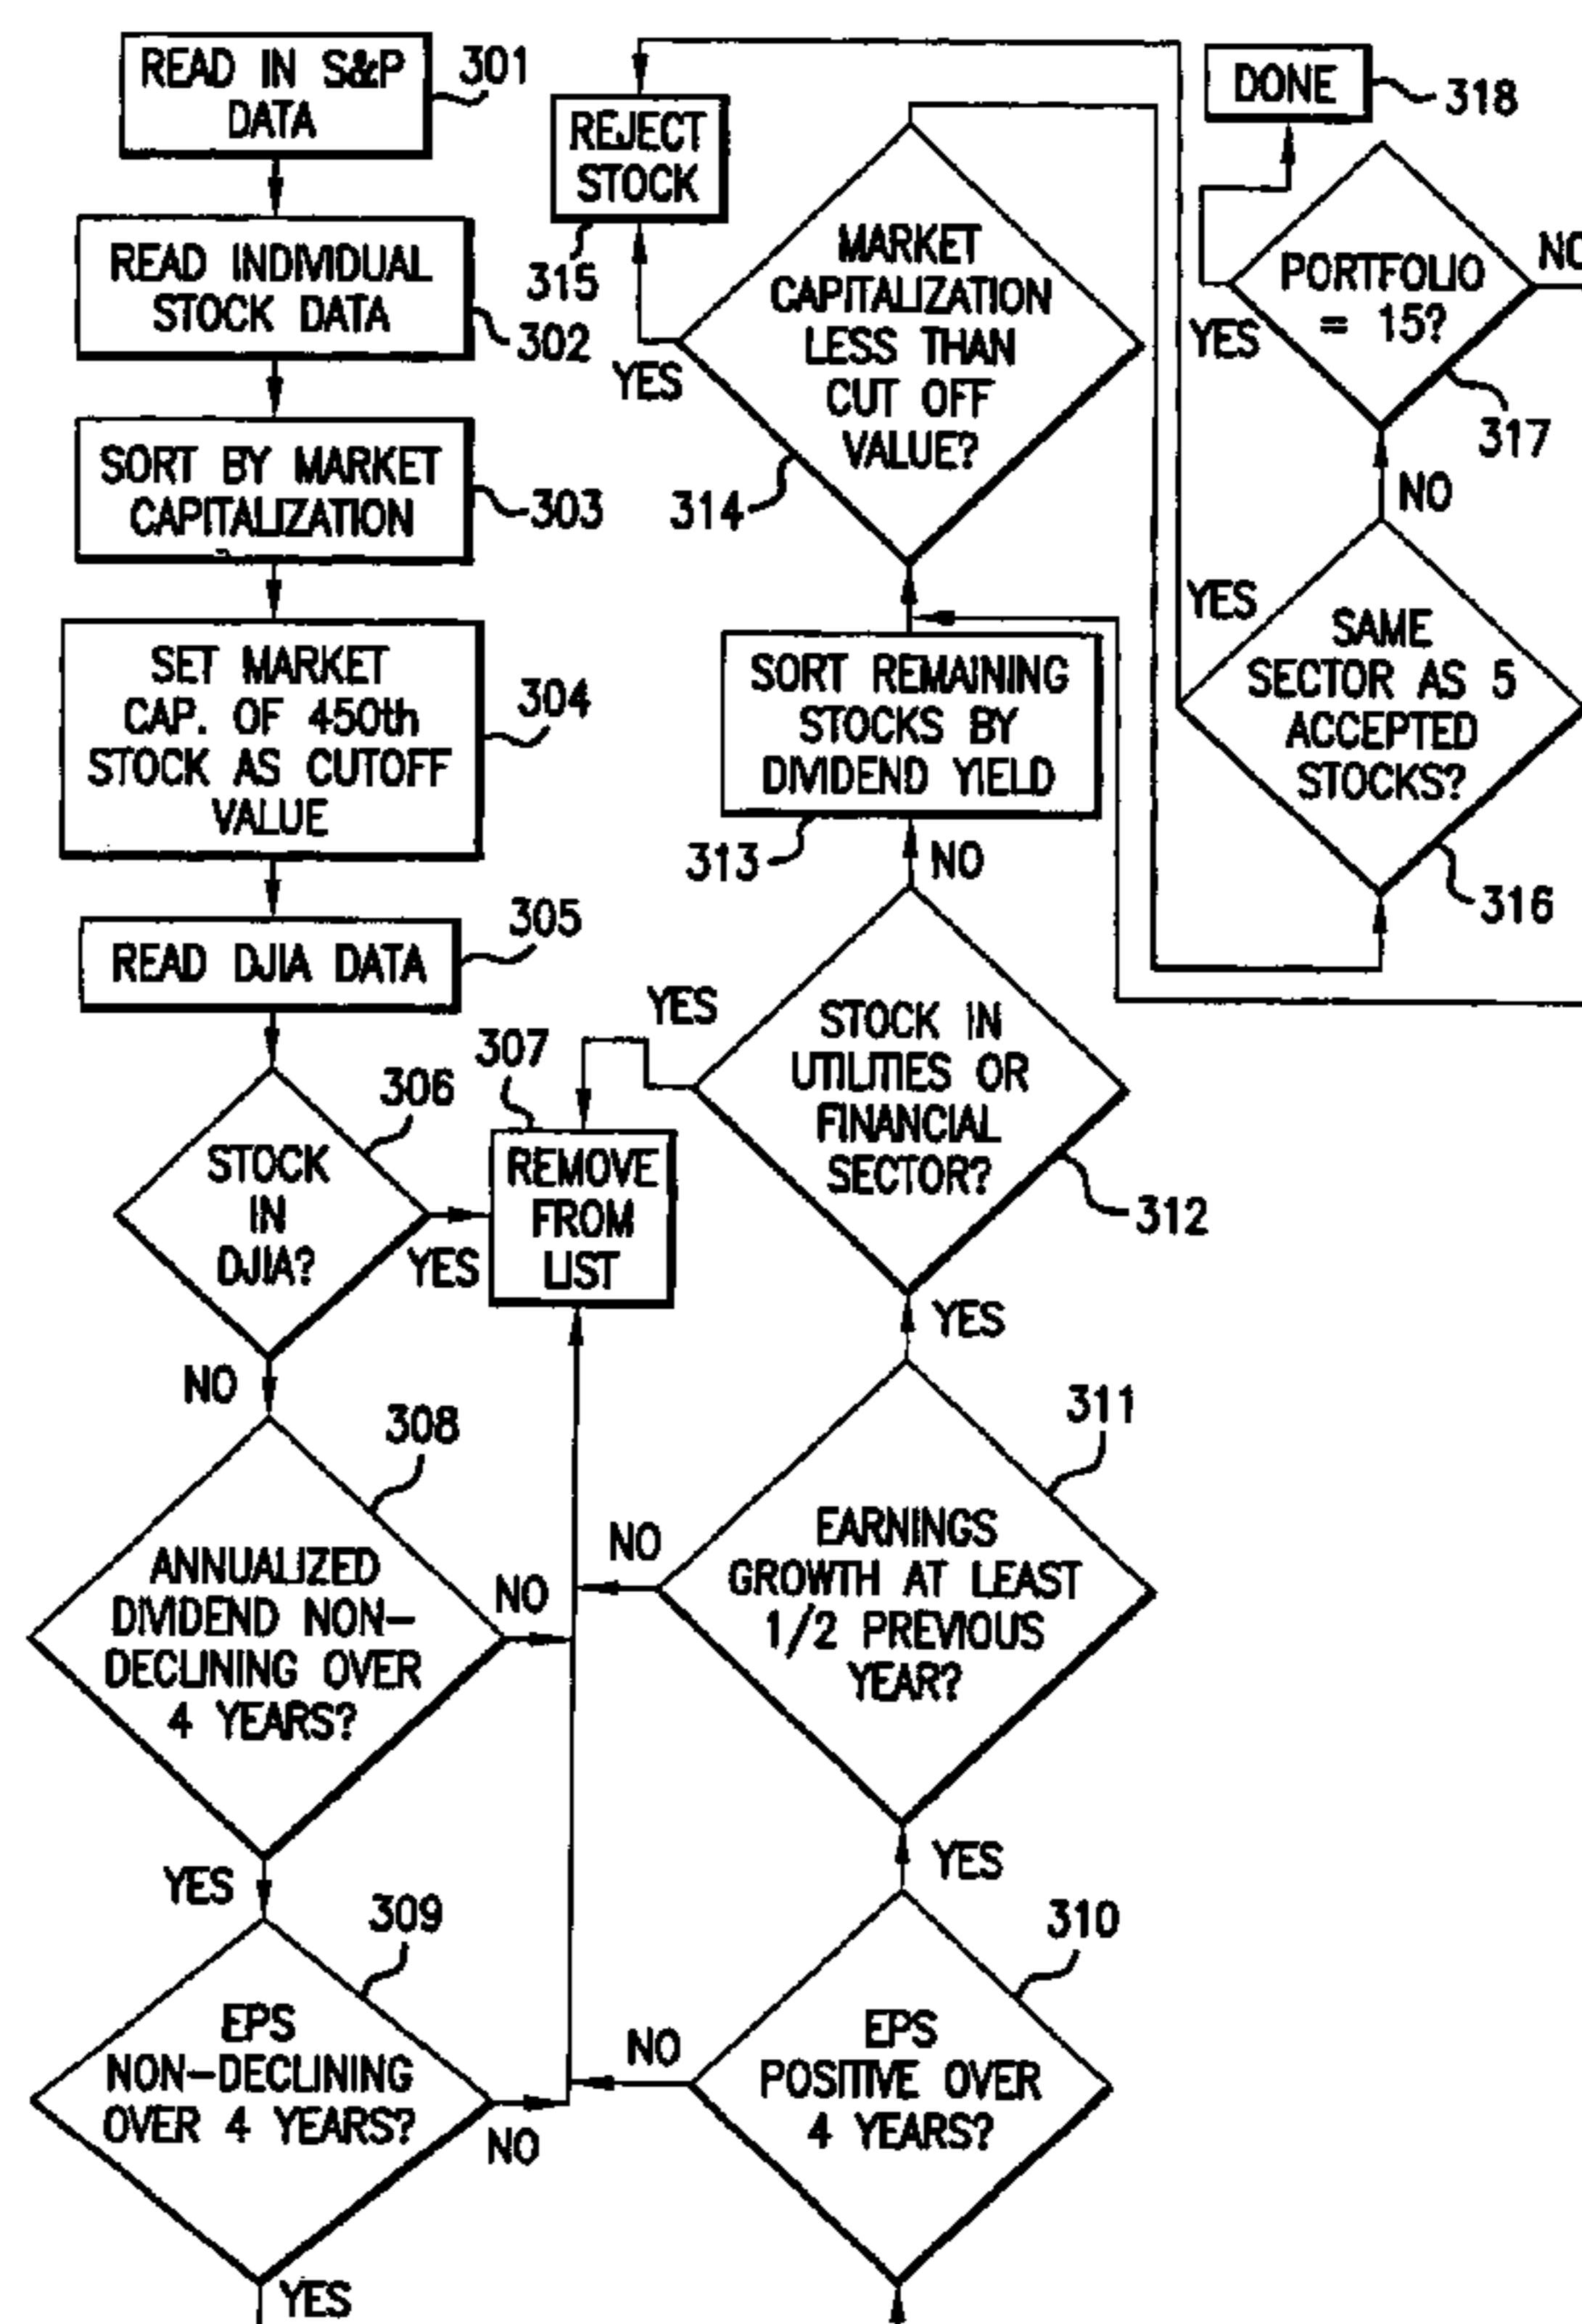 READ IN S&P
DATA
301
READ INDIVIDUAL
STOCK DATA
302
SORT BY MARKET
CAPITALIZATION
303
SET MARKET
CAP. OF 450th
STOCK AS CUTOFF
VALUE
304
READ DJIA DATA
305
STOCK
IN
DJIA?
306
YES
NO
REMOVE
FROM
LIST
307
ANNUALIZED
DIVIDEND NON-
DECLINING OVER
4 YEARS?
308
NO
YES
EPS
NON-DECLINING
OVER 4 YEARS?
309
NO
YES
EPS
POSITIVE OVER
4 YEARS?
310
NO
YES
EARNINGS
GROWTH AT LEAST
1/2 PREVIOUS
YEAR?
311
NO
YES
STOCK IN
UTILITIES OR
FINANCIAL
SECTOR?
312
YES
NO
SORT REMAINING
STOCKS BY
DIVIDEND YIELD
313
MARKET
CAPITALIZATION
LESS THAN
CUT OFF
VALUE?
314
YES
REJECT
STOCK
315
SAME
SECTOR AS 5
ACCEPTED
STOCKS?
316
YES
NO
PORTFOLIO
= 15?
317
YES
NO
DONE
318